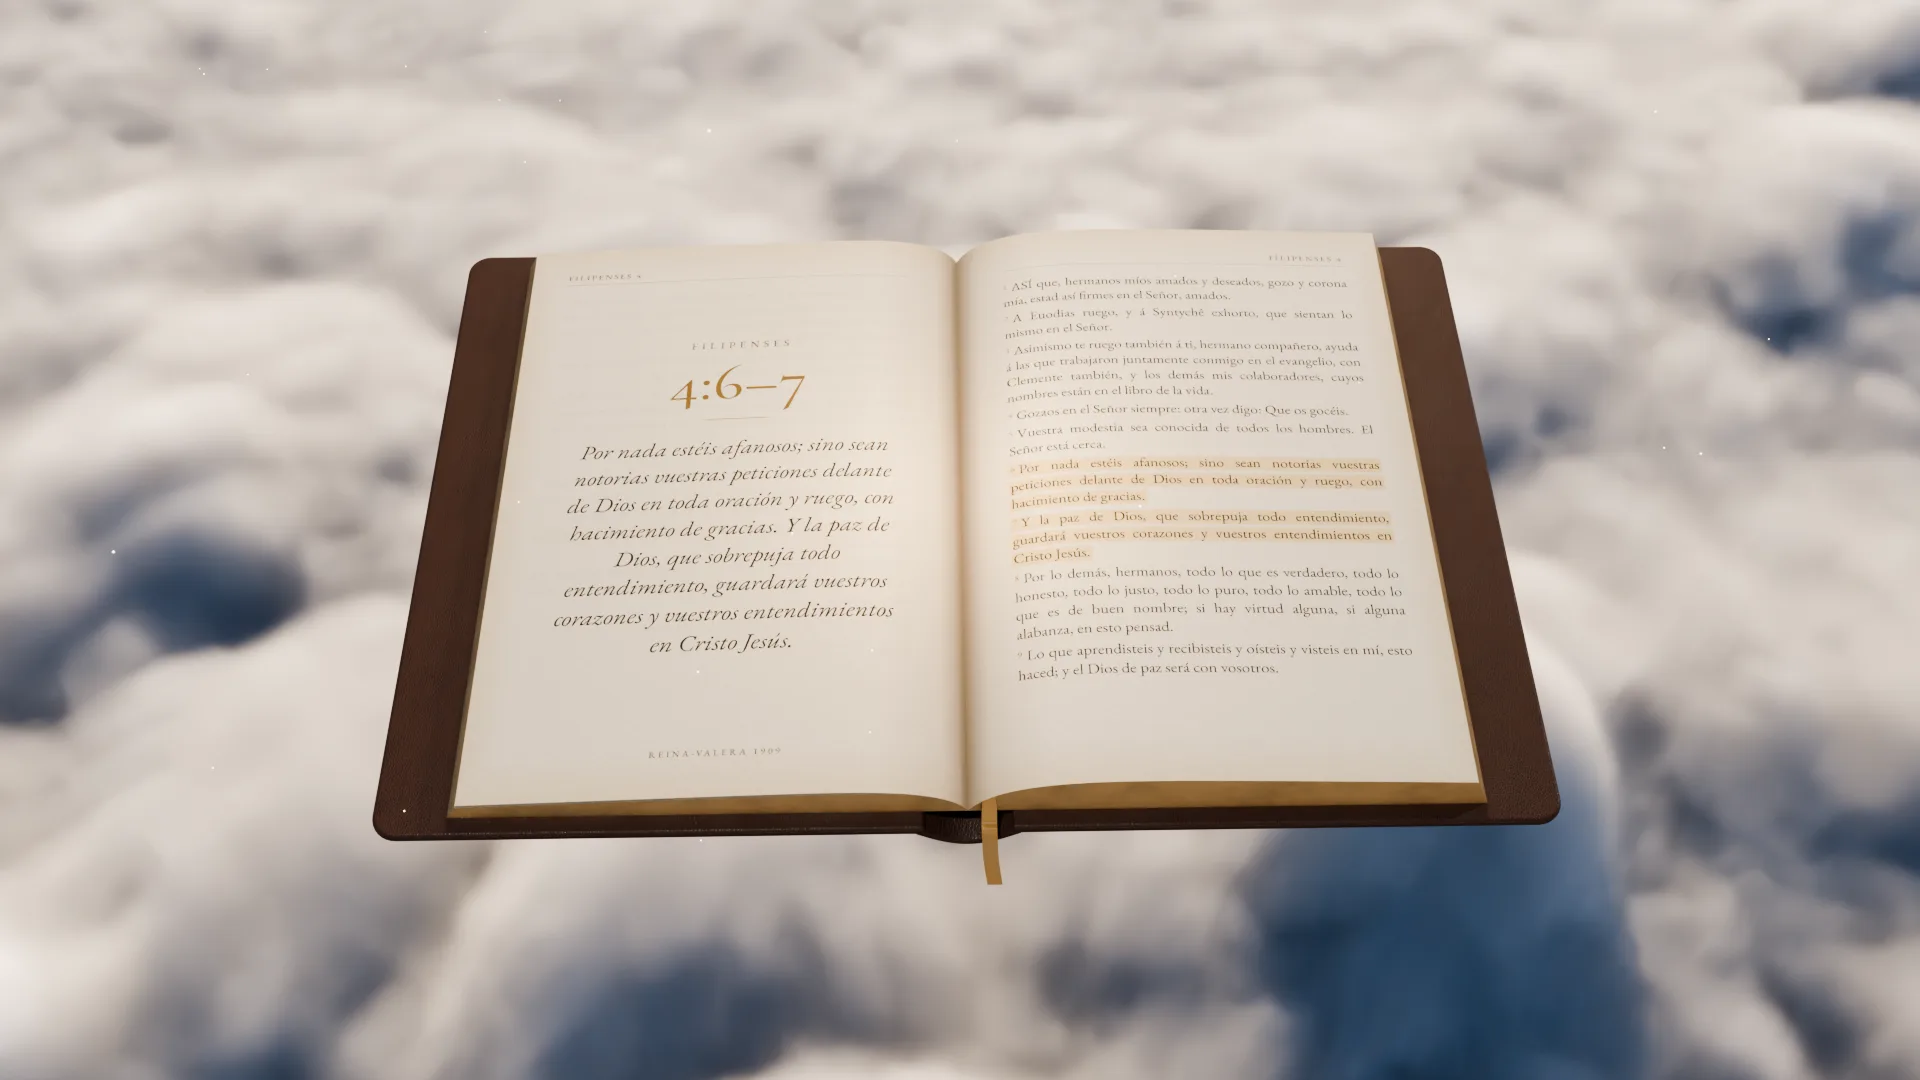 FILIPENSES 4
FILIPENSES
4:6–7
Por nada estéis afanosos; sino sean
notorias vuestras peticiones delante
de Dios en toda oración y ruego, con
hacimiento de gracias. Y la paz de
Dios, que sobrepuja todo
entendimiento, guardará vuestros
corazones y vuestros entendimientos
en Cristo Jesús.
REINA-VALERA 1909
FILIPENSES 4
ASÍ que, hermanos míos amados y deseados, gozo y corona
mía, estad así firmes en el Señor, amados.
A Euodias ruego, y á Syntyché exhorto, que sientan lo
mismo en el Señor.
Asimismo te ruego también á ti, hermano compañero, ayuda
á las que trabajaron juntamente conmigo en el evangelio, con
Clemente también, y los demás mis colaboradores, cuyos
nombres están en el libro de la vida.
Gozaos en el Señor siempre: otra vez digo: Que os gocéis.
Vuestra modestia sea conocida de todos los hombres. El
Señor está cerca.
Por nada estéis afanosos; sino sean notorias vuestras
peticiones delante de Dios en toda oración y ruego, con
hacimiento de gracias.
Y la paz de Dios, que sobrepuja todo entendimiento,
guardará vuestros corazones y vuestros entendimientos en
Cristo Jesús.
8 Por lo demás, hermanos, todo lo que es verdadero, todo lo
honesto, todo lo justo, todo lo puro, todo lo amable, todo lo
que es de buen nombre; si hay virtud alguna, si alguna
alabanza, en esto pensad.
9 Lo que aprendisteis y recibisteis y oísteis y visteis en mí, esto
haced; y el Dios de paz será con vosotros.